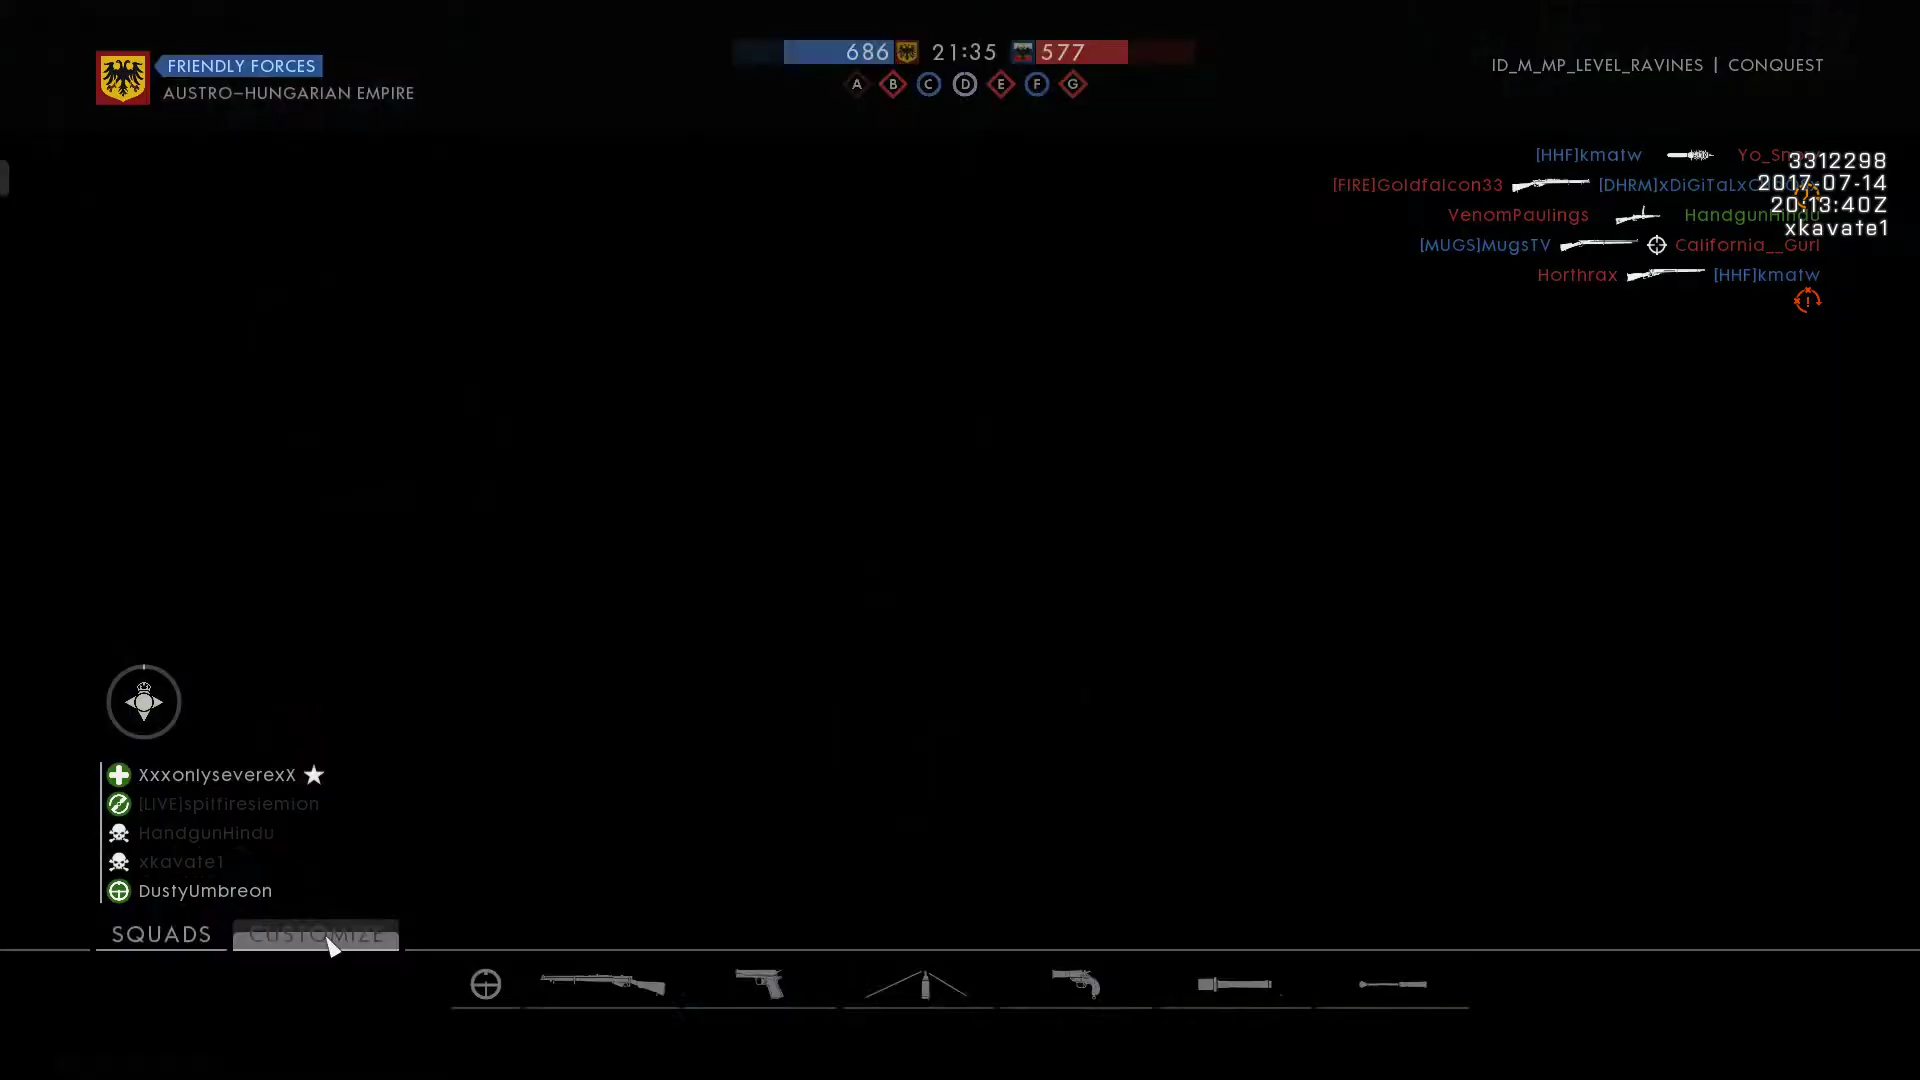 FRIENDLY FORCES
AUSTRO-HUNGARIAN EMPIRE
686 21:35 577
A B C D E F G
ID_M_MP_LEVEL_RAVINES | CONQUEST
[HHF]kmatw
3312298
[FIRE]Goldfalcon33
2017-07-14
VenomPaulings HandgunHindu
20:13:40Z
xkavate1
[MUGS]MugsTV California__Gurl
Horthrax [HHF]kmatw
XxxonlyseverexX
[LIVE]spitfiresiemion
HandgunHindu
xkavate1
DustyUmbreon
SQUADS CUSTOMIZE